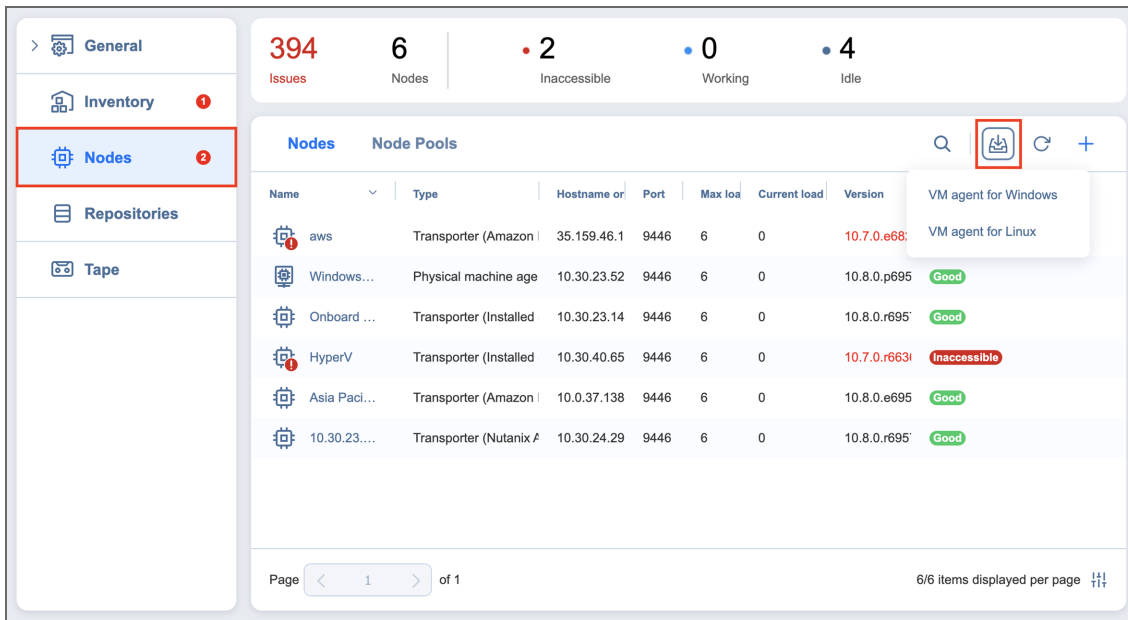 General
Inventory 1
Nodes 2
Repositories
Tape
394 6 2 0 4
Issues Nodes Inaccessible Working Idle
Nodes Node Pools
Name Type Hostname or Port Max loa Current load Version
VM agent for Windows
VM agent for Linux
aws Transporter (Amazon 35.159.46.1 9446 6 0 10.7.0.e682
Windows... Physical machine age 10.30.23.52 9446 6 0 10.8.0.p695 Good
Onboard ... Transporter (Installed 10.30.23.14 9446 6 0 10.8.0.r695 Good
HyperV Transporter (Installed 10.30.40.65 9446 6 0 10.7.0.r663 Inaccessible
Asia Paci... Transporter (Amazon 10.0.37.138 9446 6 0 10.8.0.e695 Good
10.30.23.... Transporter (Nutanix A 10.30.24.29 9446 6 0 10.8.0.r695 Good
Page 1 of 1 6/6 items displayed per page